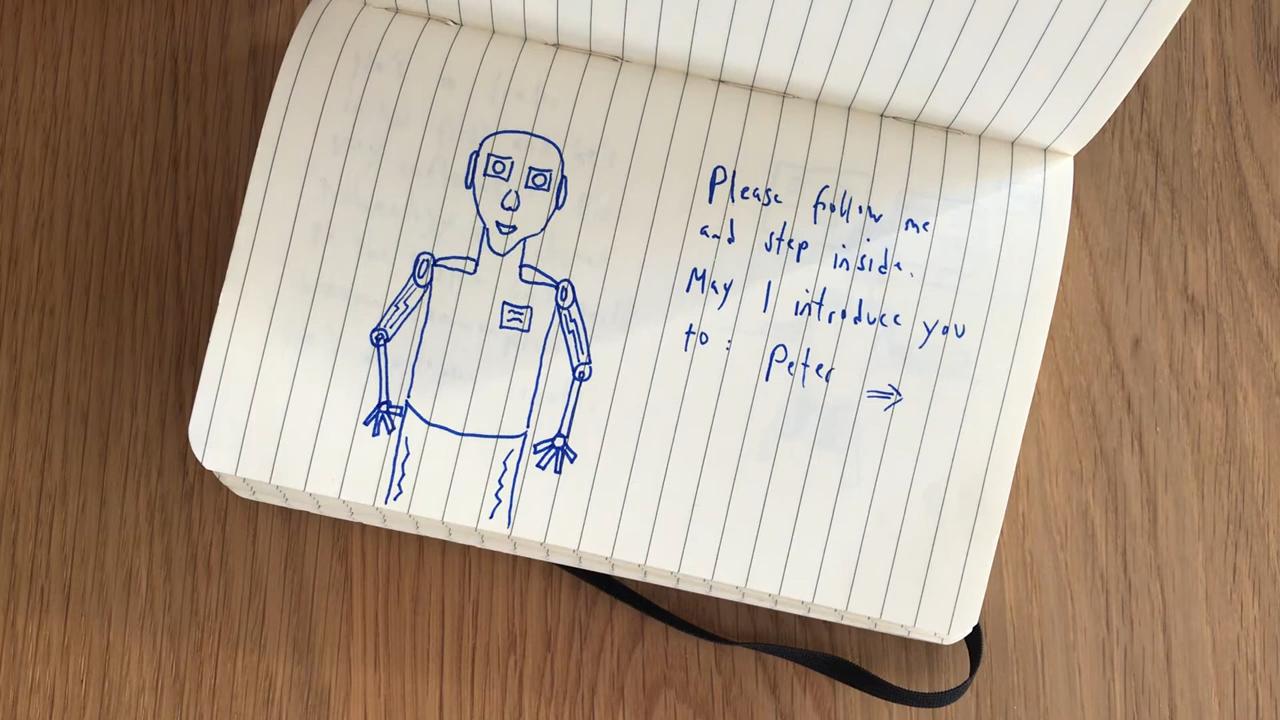 Please follow me
and step inside.
May I introduce you
to: Peter ⇒